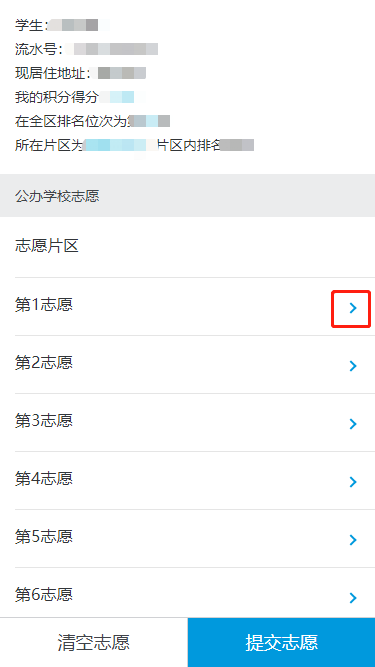 学生:
流水号:
现居住地址:
我的积分得分
在全区排名位次为
所在片区为 片区内排名
公办学校志愿
志愿片区
第1志愿
第2志愿
第3志愿
第4志愿
第5志愿
第6志愿
清空志愿 提交志愿